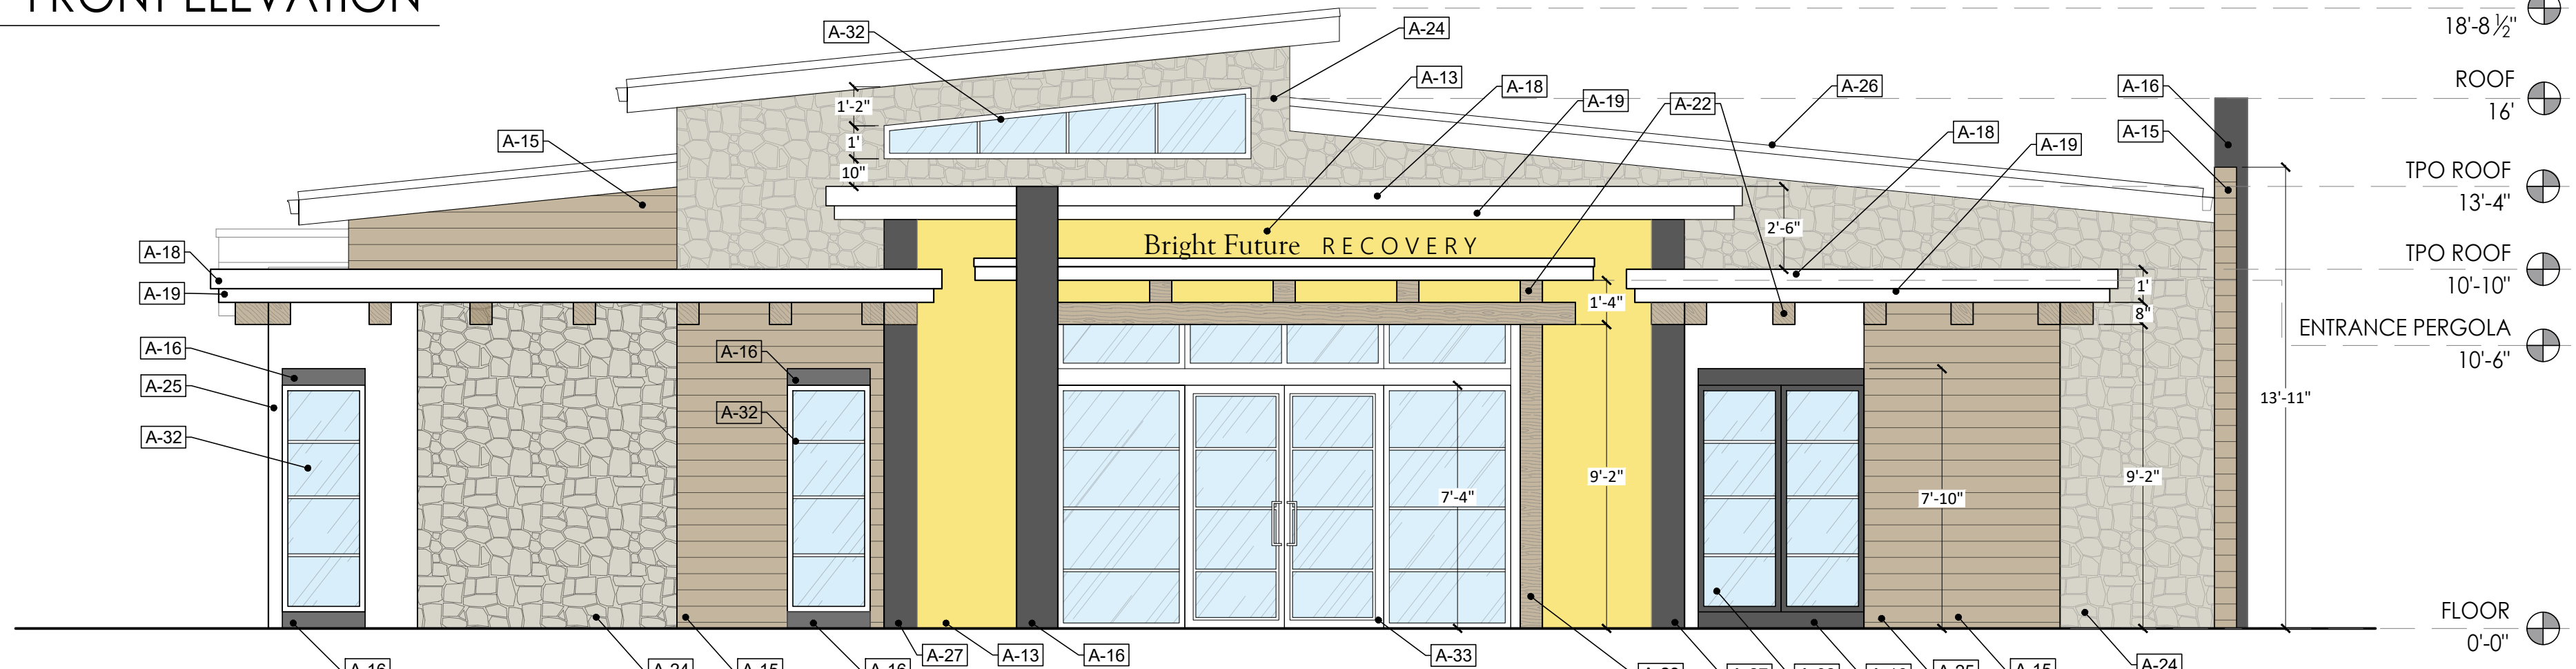 FRONT ELEVATION
18'-8½"
A-32
A-24
A-13
A-18
A-19
A-22
A-26
A-16
ROOF
16'
1'-2"
A-15
1'
10"
A-18
A-19
A-15
TPO ROOF
13'-4"
2'-6"
Bright Future RECOVERY
A-18
A-19
TPO ROOF
10'-10"
1'
8"
1'-4"
ENTRANCE PERGOLA
10'-6"
A-16
A-16
A-25
A-32
A-32
13'-11"
7'-4"
9'-2"
7'-10"
9'-2"
FLOOR
0'-0"
A-16
A-24
A-15
A-16
A-27
A-13
A-16
A-33
A-15
A-24